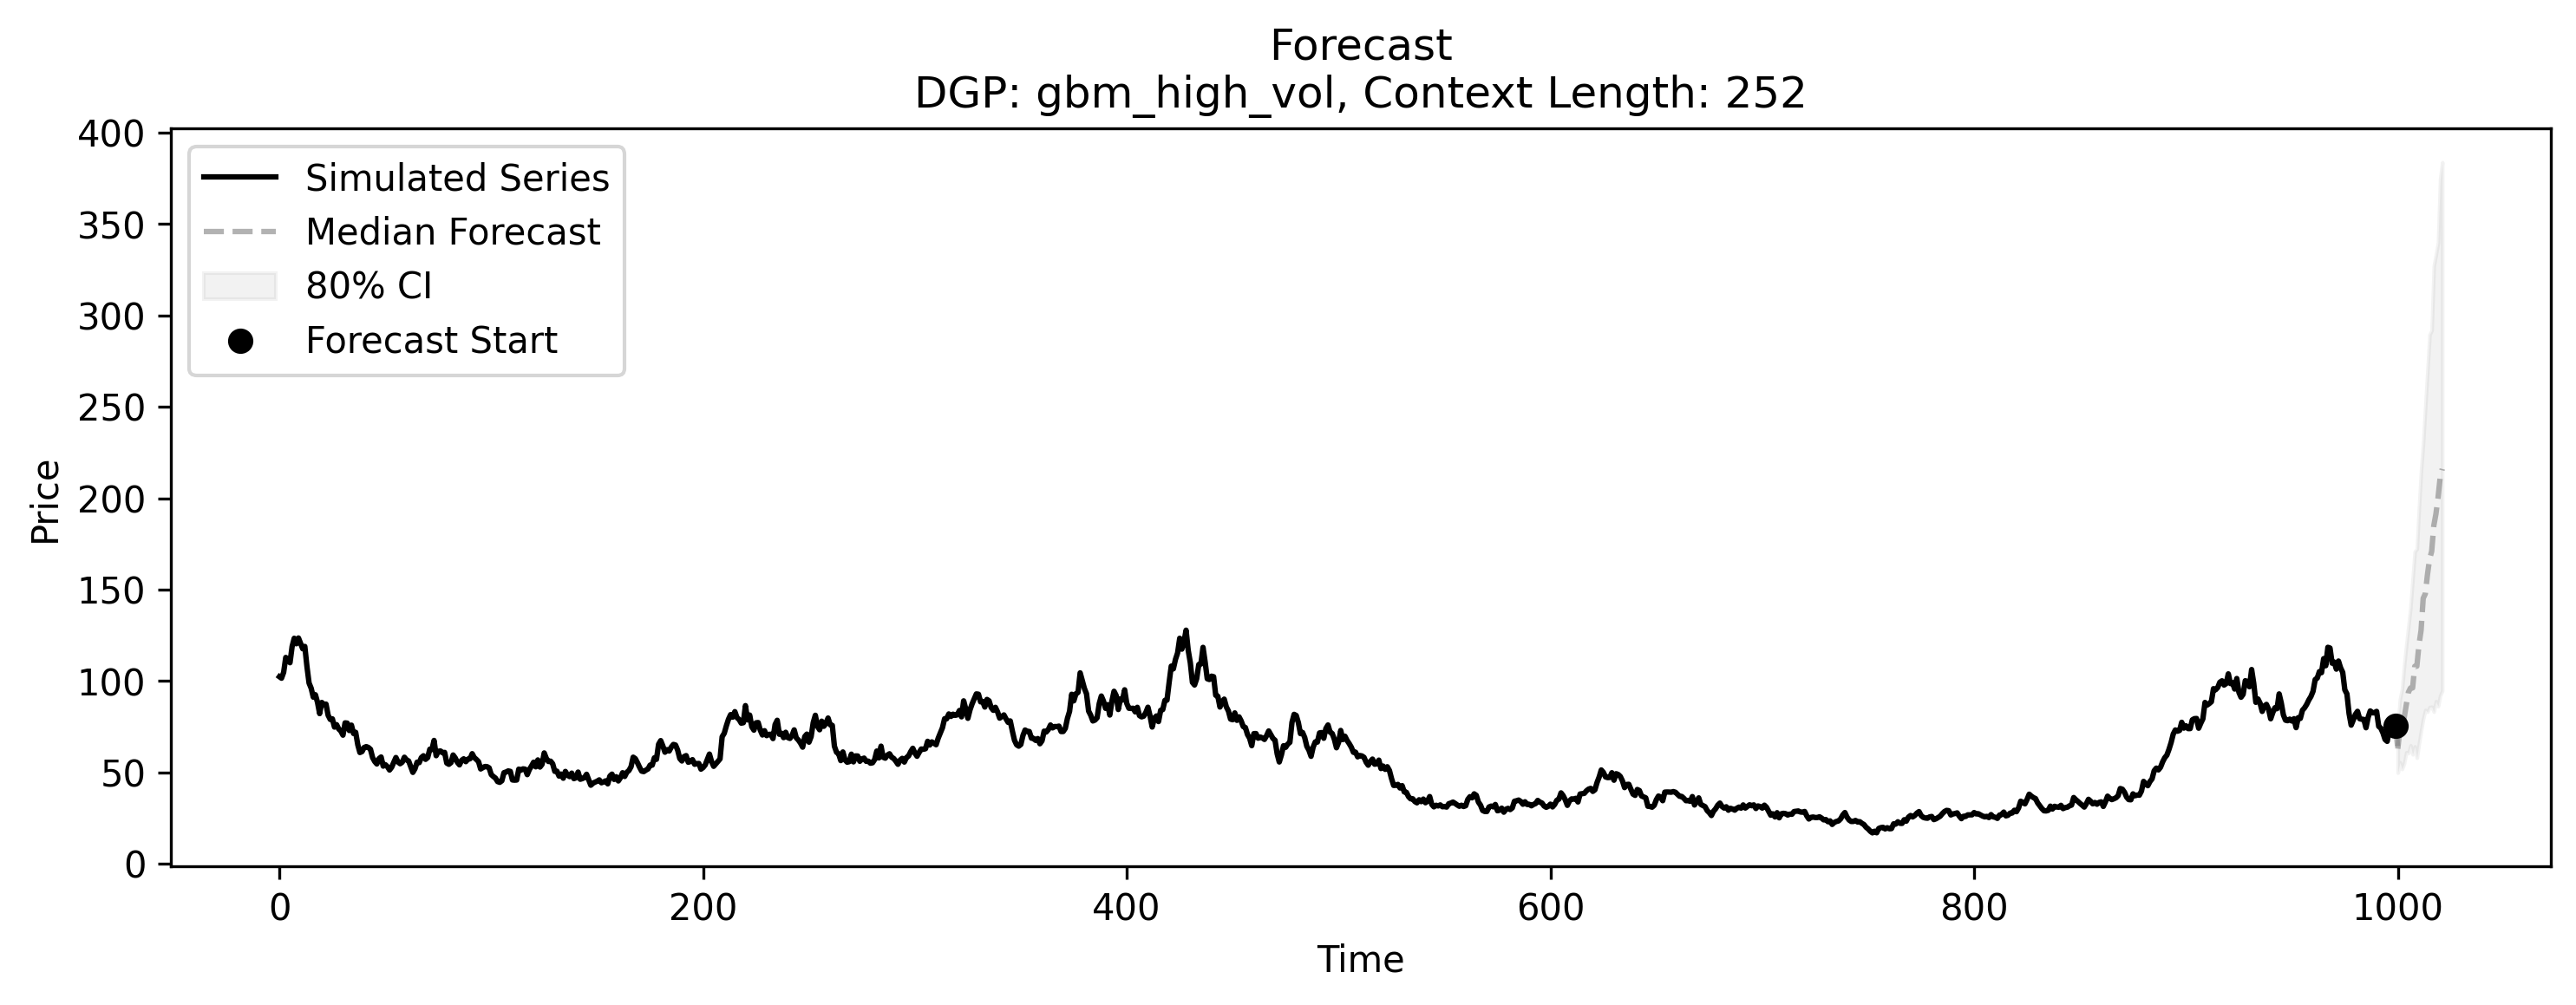 Forecast
DGP: gbm_high_vol, Context Length: 252
400
350
300
250
200
150
100
50
0
Price
Simulated Series
Median Forecast
80% CI
Forecast Start
0
200
400
600
800
1000
Time